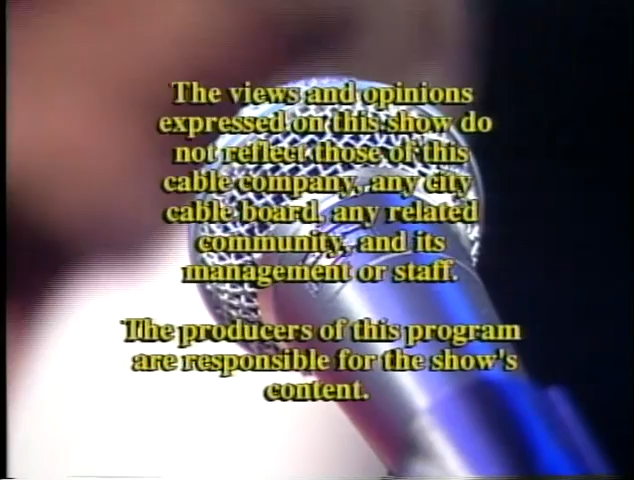 The views and opinions
expressed on this show do
not reflect those of this
cable company, any city
cable board, any related
community, and its
management or staff.
The producers of this program
are responsible for the show's
content.